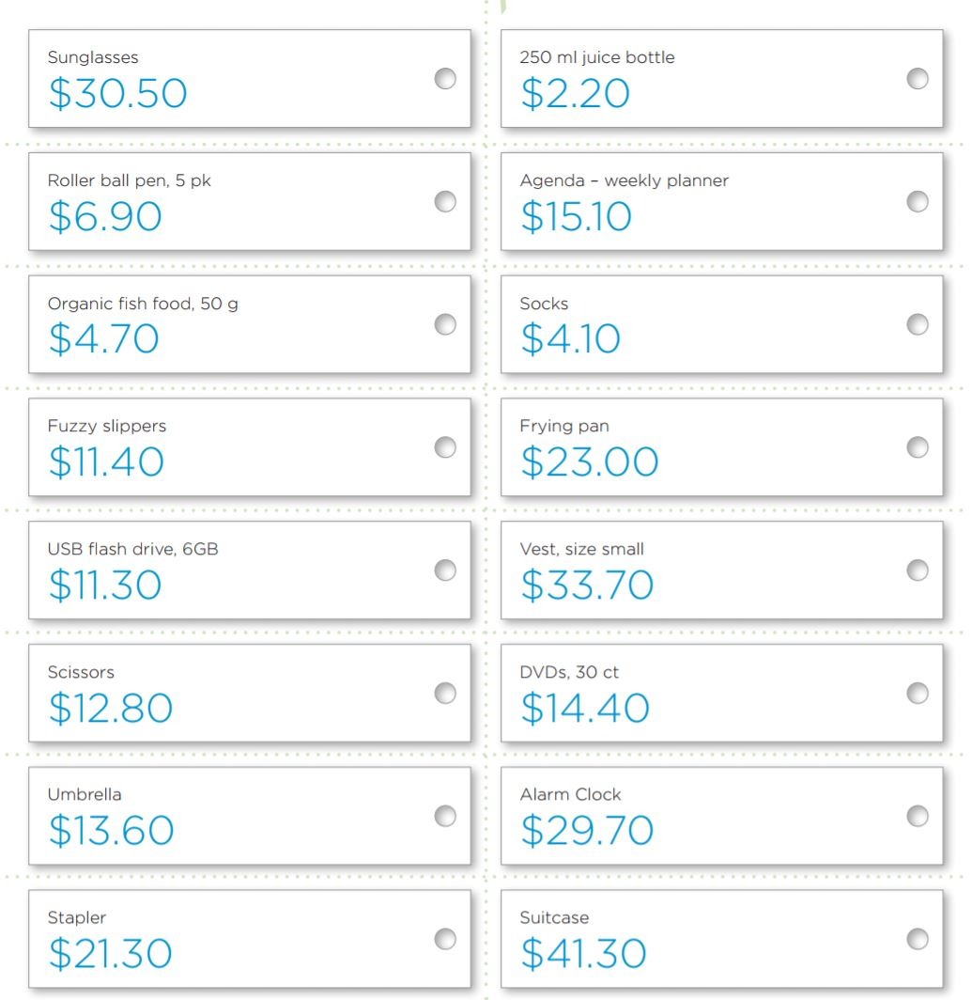 Sunglasses
$30.50
250 ml juice bottle
$2.20
Roller ball pen, 5 pk
$6.90
Agenda – weekly planner
$15.10
Organic fish food, 50 g
$4.70
Socks
$4.10
Fuzzy slippers
$11.40
Frying pan
$23.00
USB flash drive, 6GB
$11.30
Vest, size small
$33.70
Scissors
$12.80
DVDs, 30 ct
$14.40
Umbrella
$13.60
Alarm Clock
$29.70
Stapler
$21.30
Suitcase
$41.30